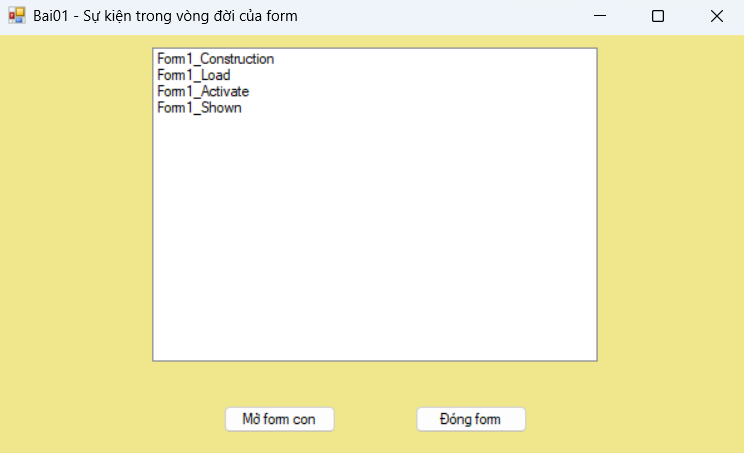 Bai01 - Sự kiện trong vòng đời của form
Form1_Construction
Form1_Load
Form1_Activate
Form1_Shown
Mở form con
Đóng form